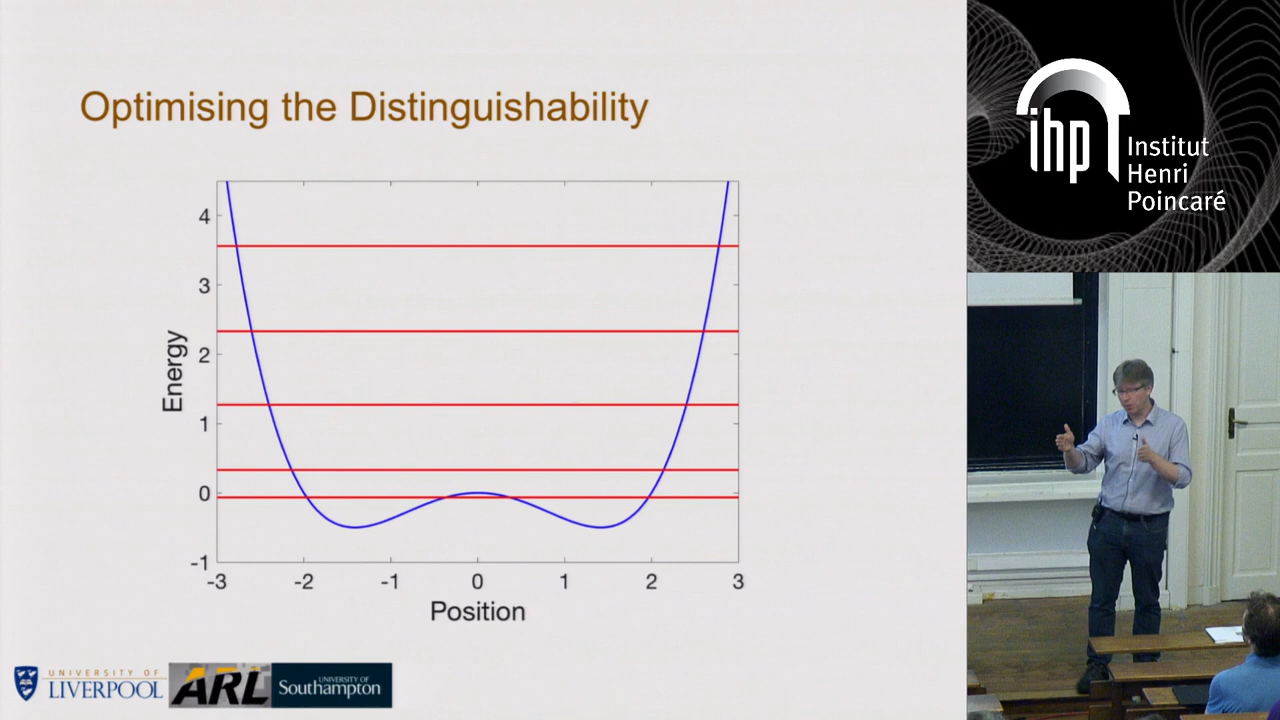 Optimising the Distinguishability
Energy
4
3
2
1
0
-1
-3
-2
-1
0
1
2
3
Position
UNIVERSITY OF
LIVERPOOL
ARL
UNIVERSITY OF
Southampton
ihp
Institut
Henri
Poincaré